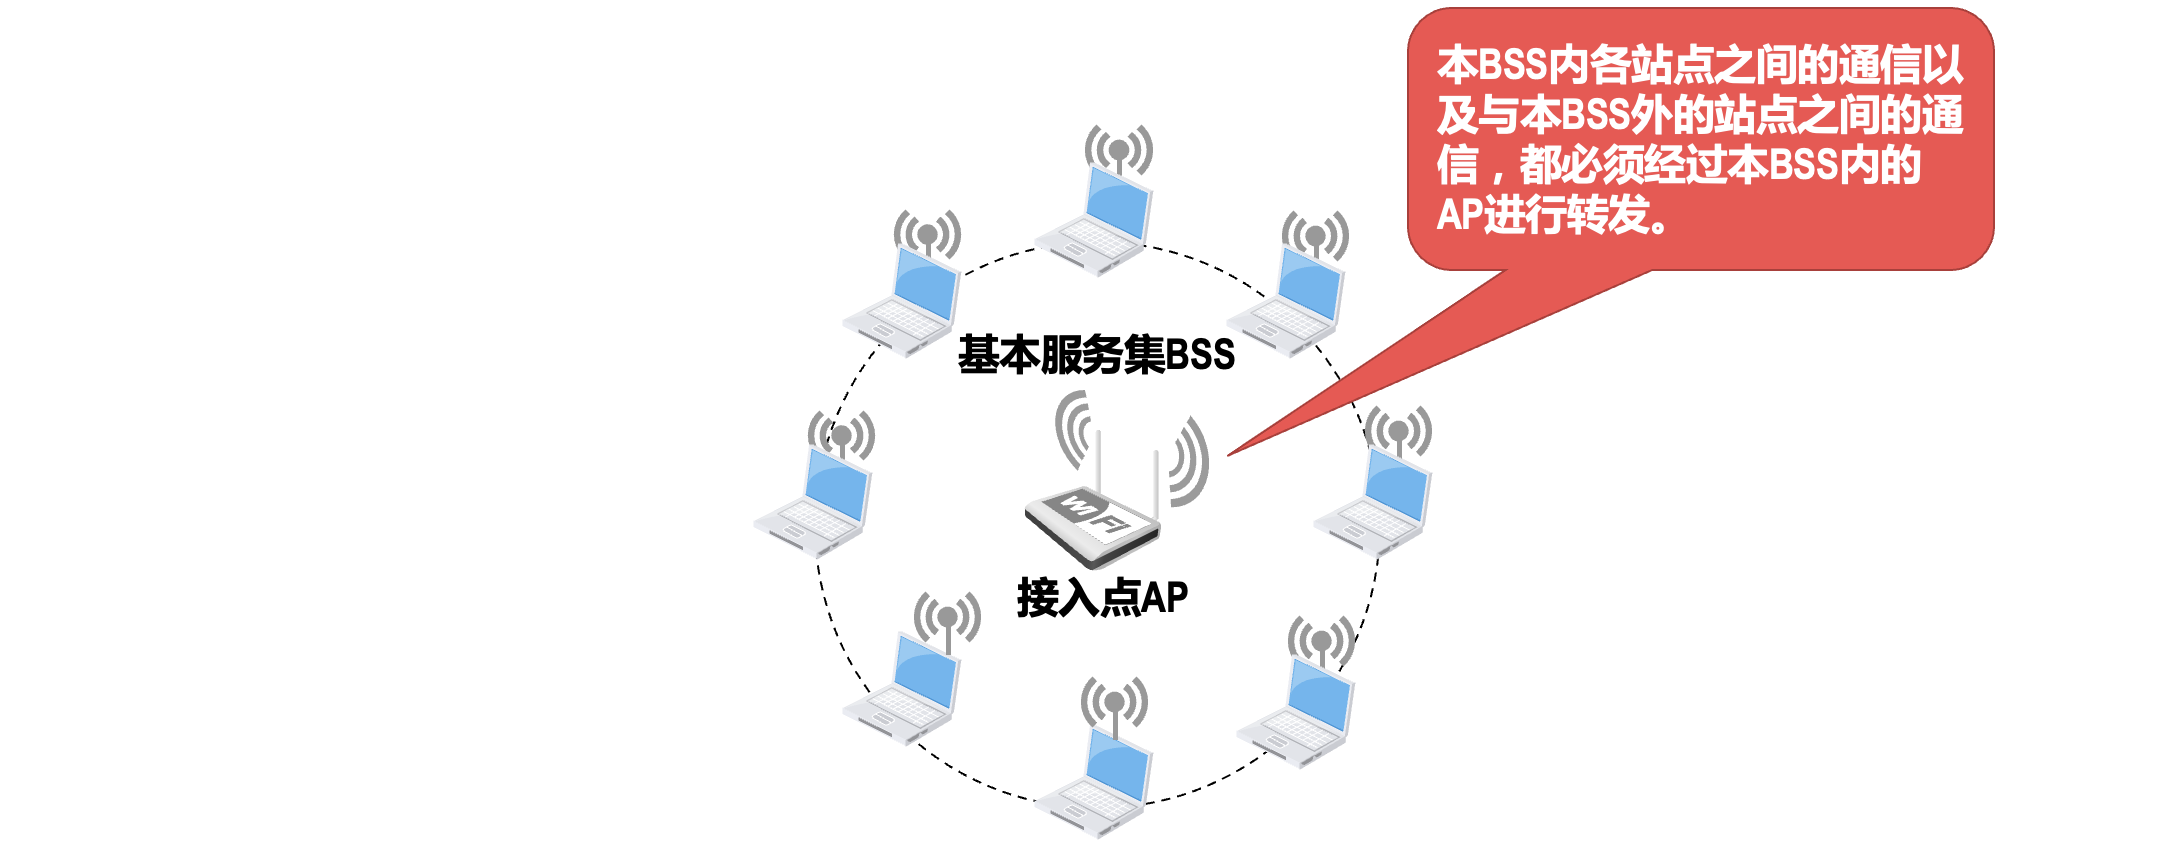 本BSS内各站点之间的通信以
及与本BSS外的站点之间的通
信，都必须经过本BSS内的
AP进行转发。
基本服务集BSS
Wi Fi
接入点AP